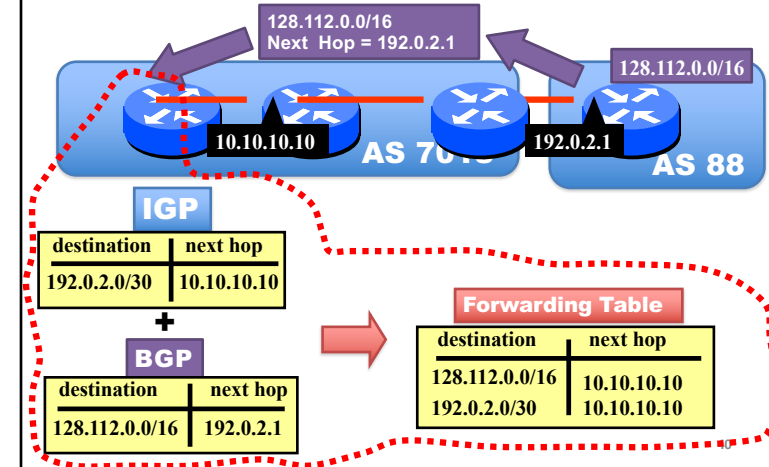 128.112.0.0/16
Next Hop = 192.0.2.1
128.112.0.0/16
10.10.10.10
192.0.2.1
AS 88
IGP
destination next hop
192.0.2.0/30 10.10.10.10
+
BGP
destination next hop
128.112.0.0/16 192.0.2.1
Forwarding Table
destination next hop
128.112.0.0/16 10.10.10.10
192.0.2.0/30 10.10.10.10